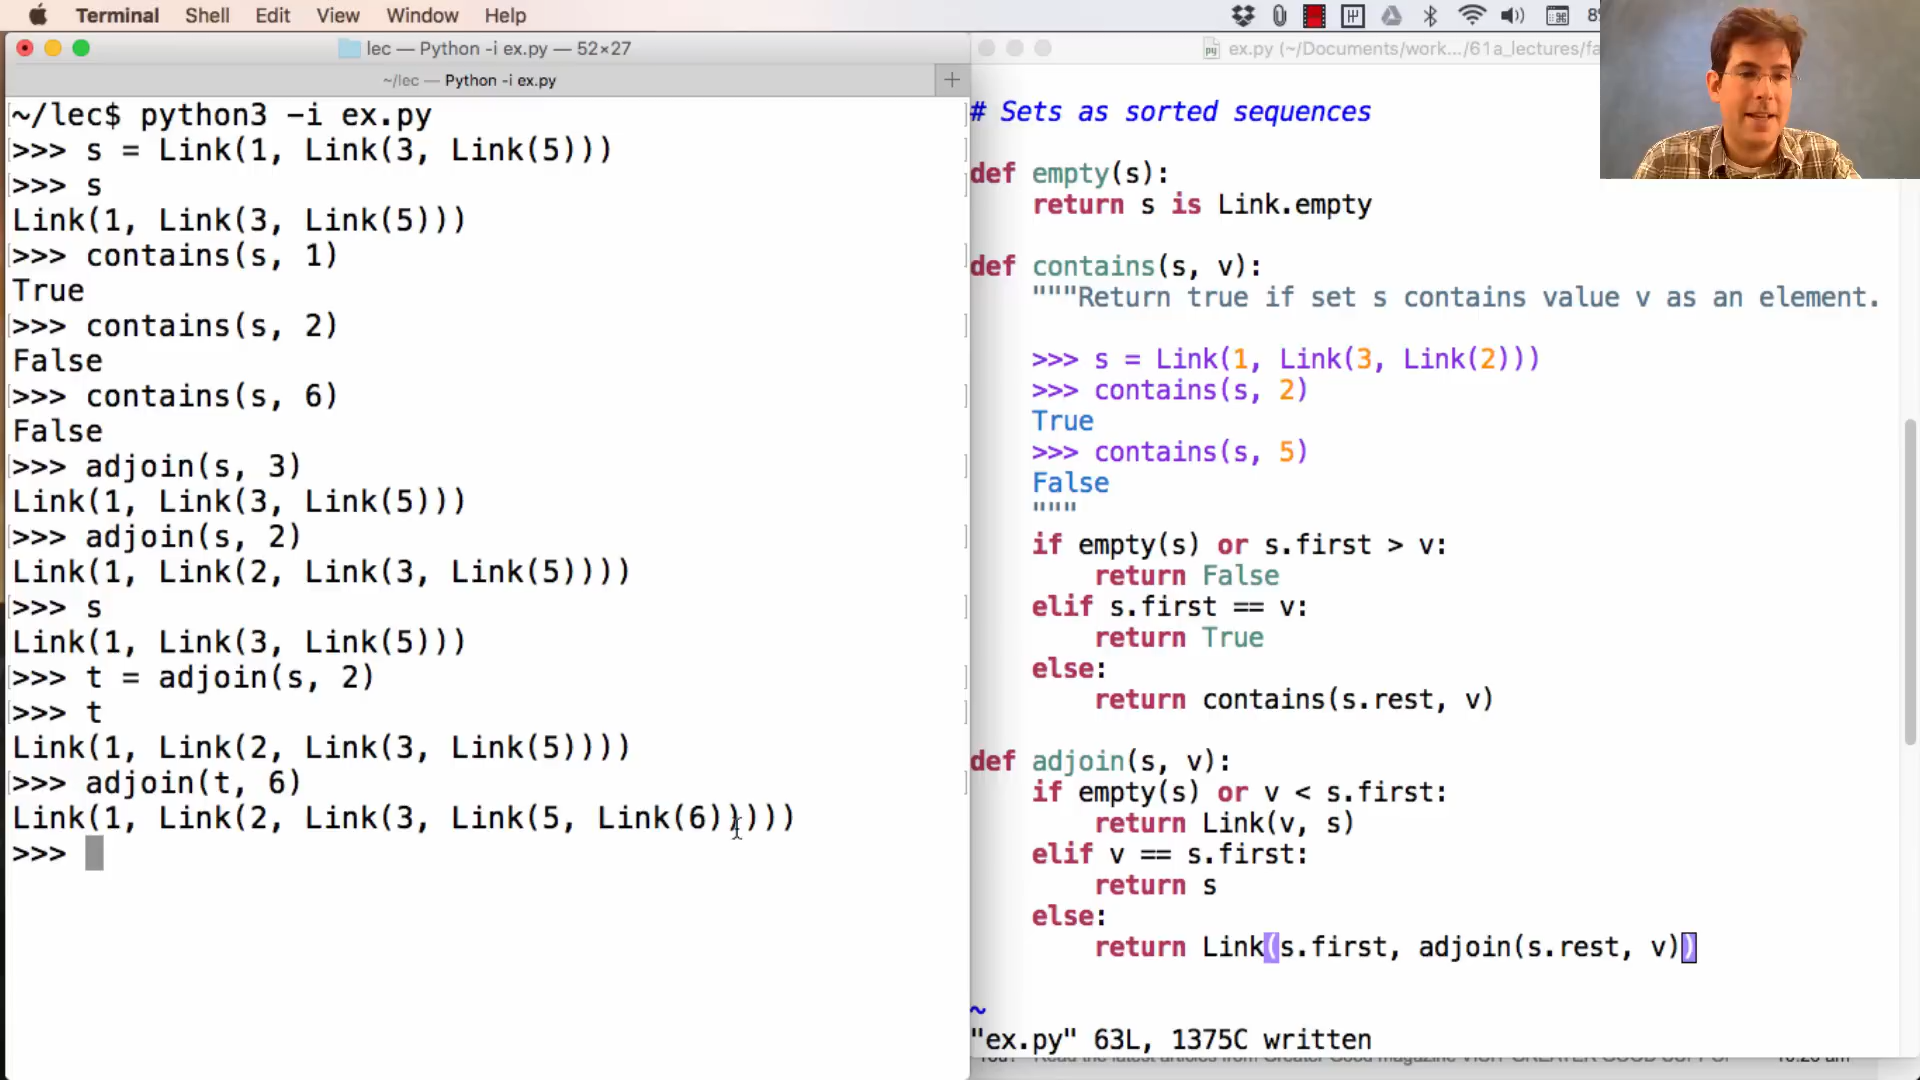 Terminal Shell Edit View Window Help
lec — Python -i ex.py — 52×27
~/lec — Python -i ex.py
~/lec$ python3 -i ex.py
>>> s = Link(1, Link(3, Link(5)))
>>> s
Link(1, Link(3, Link(5)))
>>> contains(s, 1)
True
>>> contains(s, 2)
False
>>> contains(s, 6)
False
>>> adjoin(s, 3)
Link(1, Link(3, Link(5)))
>>> adjoin(s, 2)
Link(1, Link(2, Link(3, Link(5))))
>>> s
Link(1, Link(3, Link(5)))
>>> t = adjoin(s, 2)
>>> t
Link(1, Link(2, Link(3, Link(5))))
>>> adjoin(t, 6)
Link(1, Link(2, Link(3, Link(5, Link(6)))))
>>>
ex.py (~/Documents/work.../61a_lectures/fa
# Sets as sorted sequences
def empty(s):
return s is Link.empty
def contains(s, v):
"""Return true if set s contains value v as an element.
>>> s = Link(1, Link(3, Link(2)))
>>> contains(s, 2)
True
>>> contains(s, 5)
False
"""
if empty(s) or s.first > v:
return False
elif s.first == v:
return True
else:
return contains(s.rest, v)
def adjoin(s, v):
if empty(s) or v < s.first:
return Link(v, s)
elif v == s.first:
return s
else:
return Link(s.first, adjoin(s.rest, v))
~
"ex.py" 63L, 1375C written